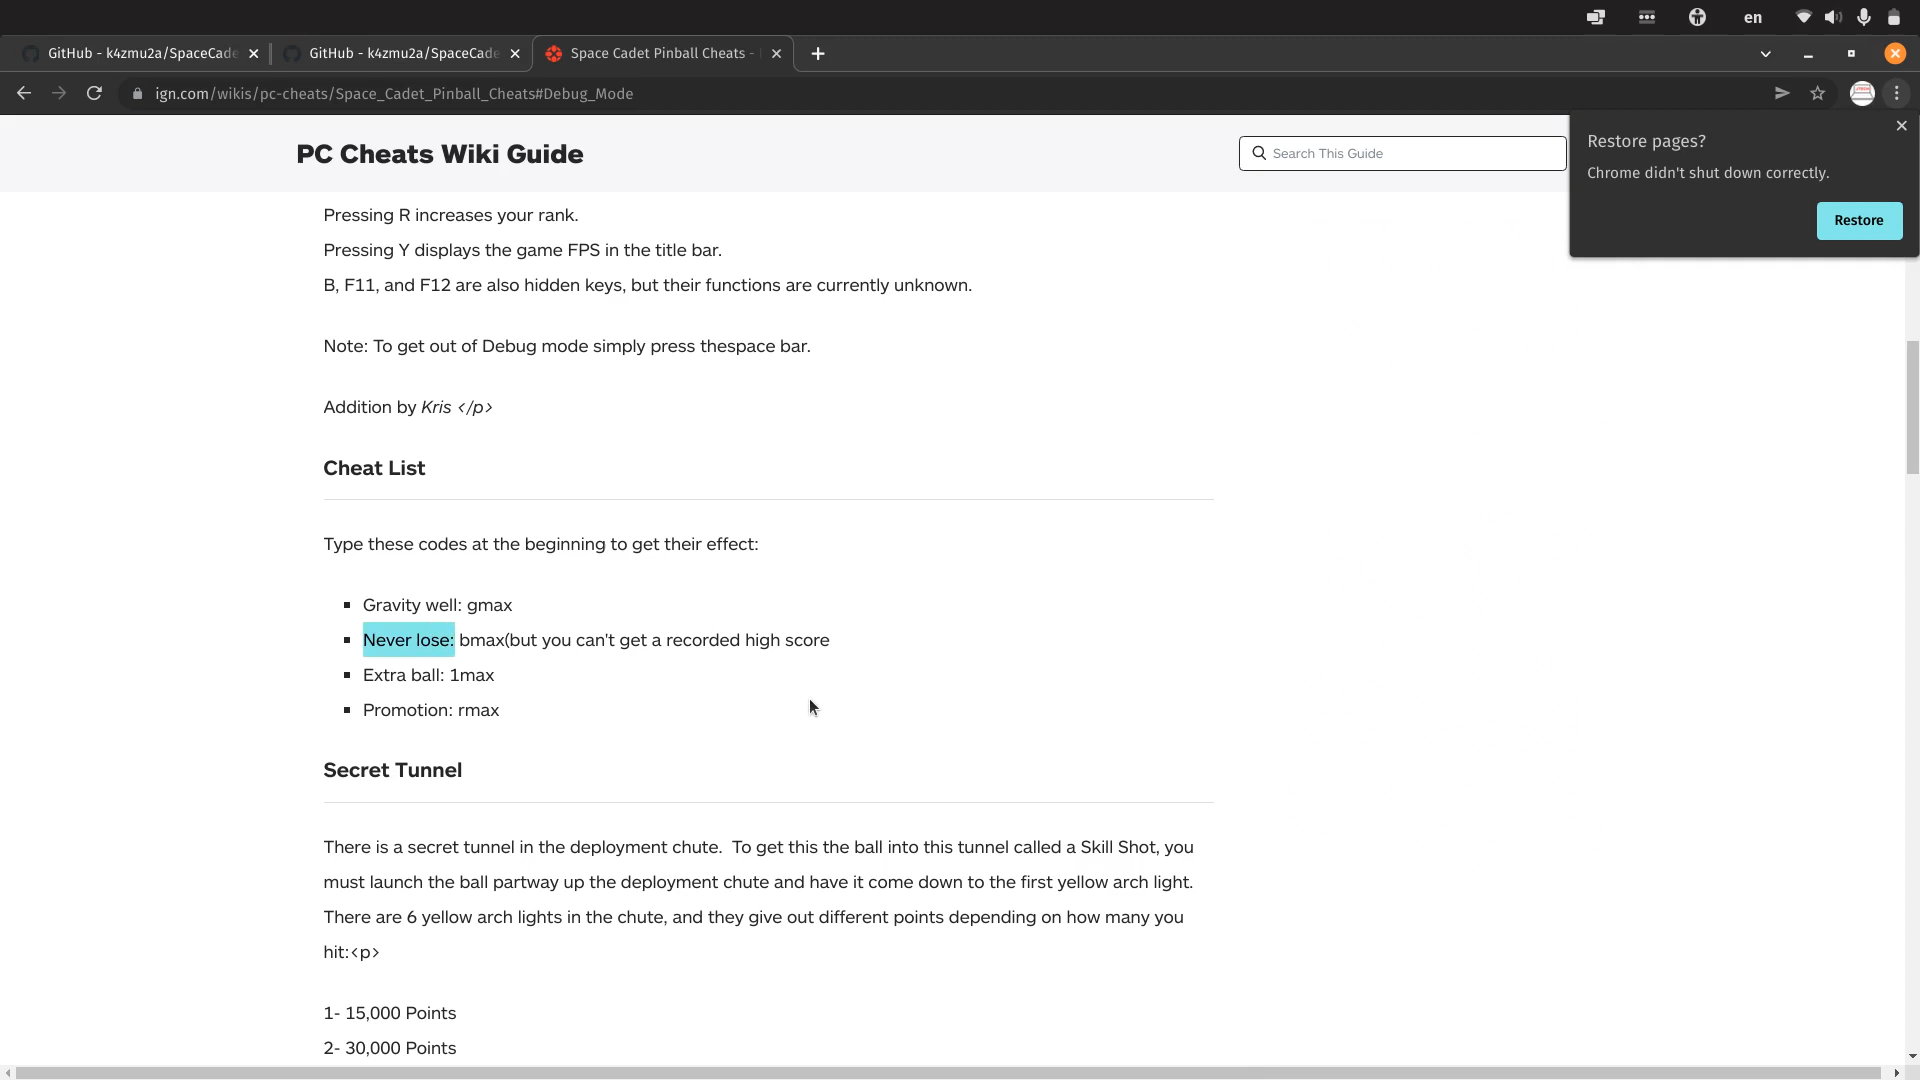 en
GitHub - k4zmu2a/SpaceCade
GitHub - k4zmu2a/SpaceCade
Space Cadet Pinball Cheats -
ign.com/wikis/pc-cheats/Space_Cadet_Pinball_Cheats#Debug_Mode
PC Cheats Wiki Guide
Search This Guide
Restore pages?
Chrome didn't shut down correctly.
Restore
Pressing R increases your rank.
Pressing Y displays the game FPS in the title bar.
B, F11, and F12 are also hidden keys, but their functions are currently unknown.
Note: To get out of Debug mode simply press thespace bar.
Addition by Kris </p>
Cheat List
Type these codes at the beginning to get their effect:
Gravity well: gmax
Never lose: bmax(but you can't get a recorded high score
Extra ball: 1max
Promotion: rmax
Secret Tunnel
There is a secret tunnel in the deployment chute.  To get this the ball into this tunnel called a Skill Shot, you
must launch the ball partway up the deployment chute and have it come down to the first yellow arch light.
There are 6 yellow arch lights in the chute, and they give out different points depending on how many you
hit:<p>
1- 15,000 Points
2- 30,000 Points